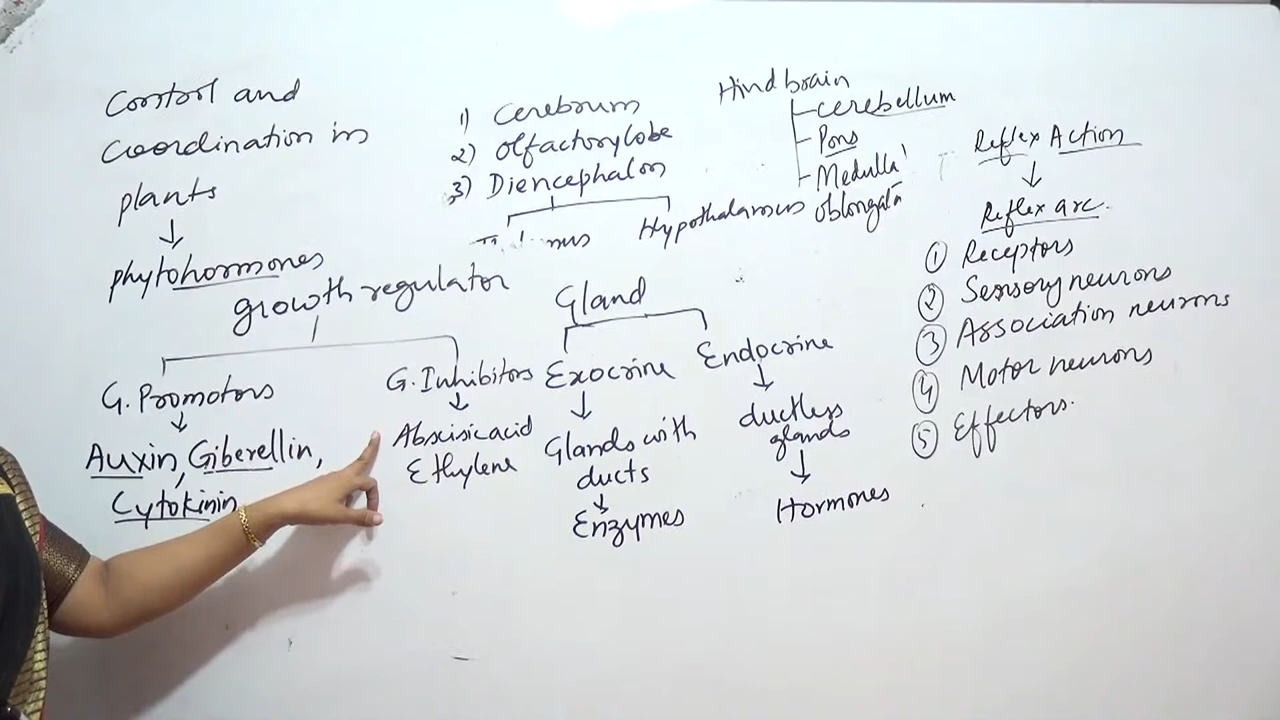 Control and
Coordination in
plants
phytohormones
growth regulator
G. Promotors
Auxin, Giberellin,
Cytokinin
G. Inhibitors
Abscisic acid
Ethylene
1) Cerebrum
2) Olfactory lobe
3) Diencephalon
Hypothalamus
Hind brain
Cerebellum
Pons
Medulla
oblongata
Gland
Exocrine
Glands with
ducts
Enzymes
Endocrine
ductless
glands
Hormones
Reflex Action
Reflex arc.
1 Receptors
2 Sensory neurons
3 Association neurons
4 Motor neurons
5 Effectors.